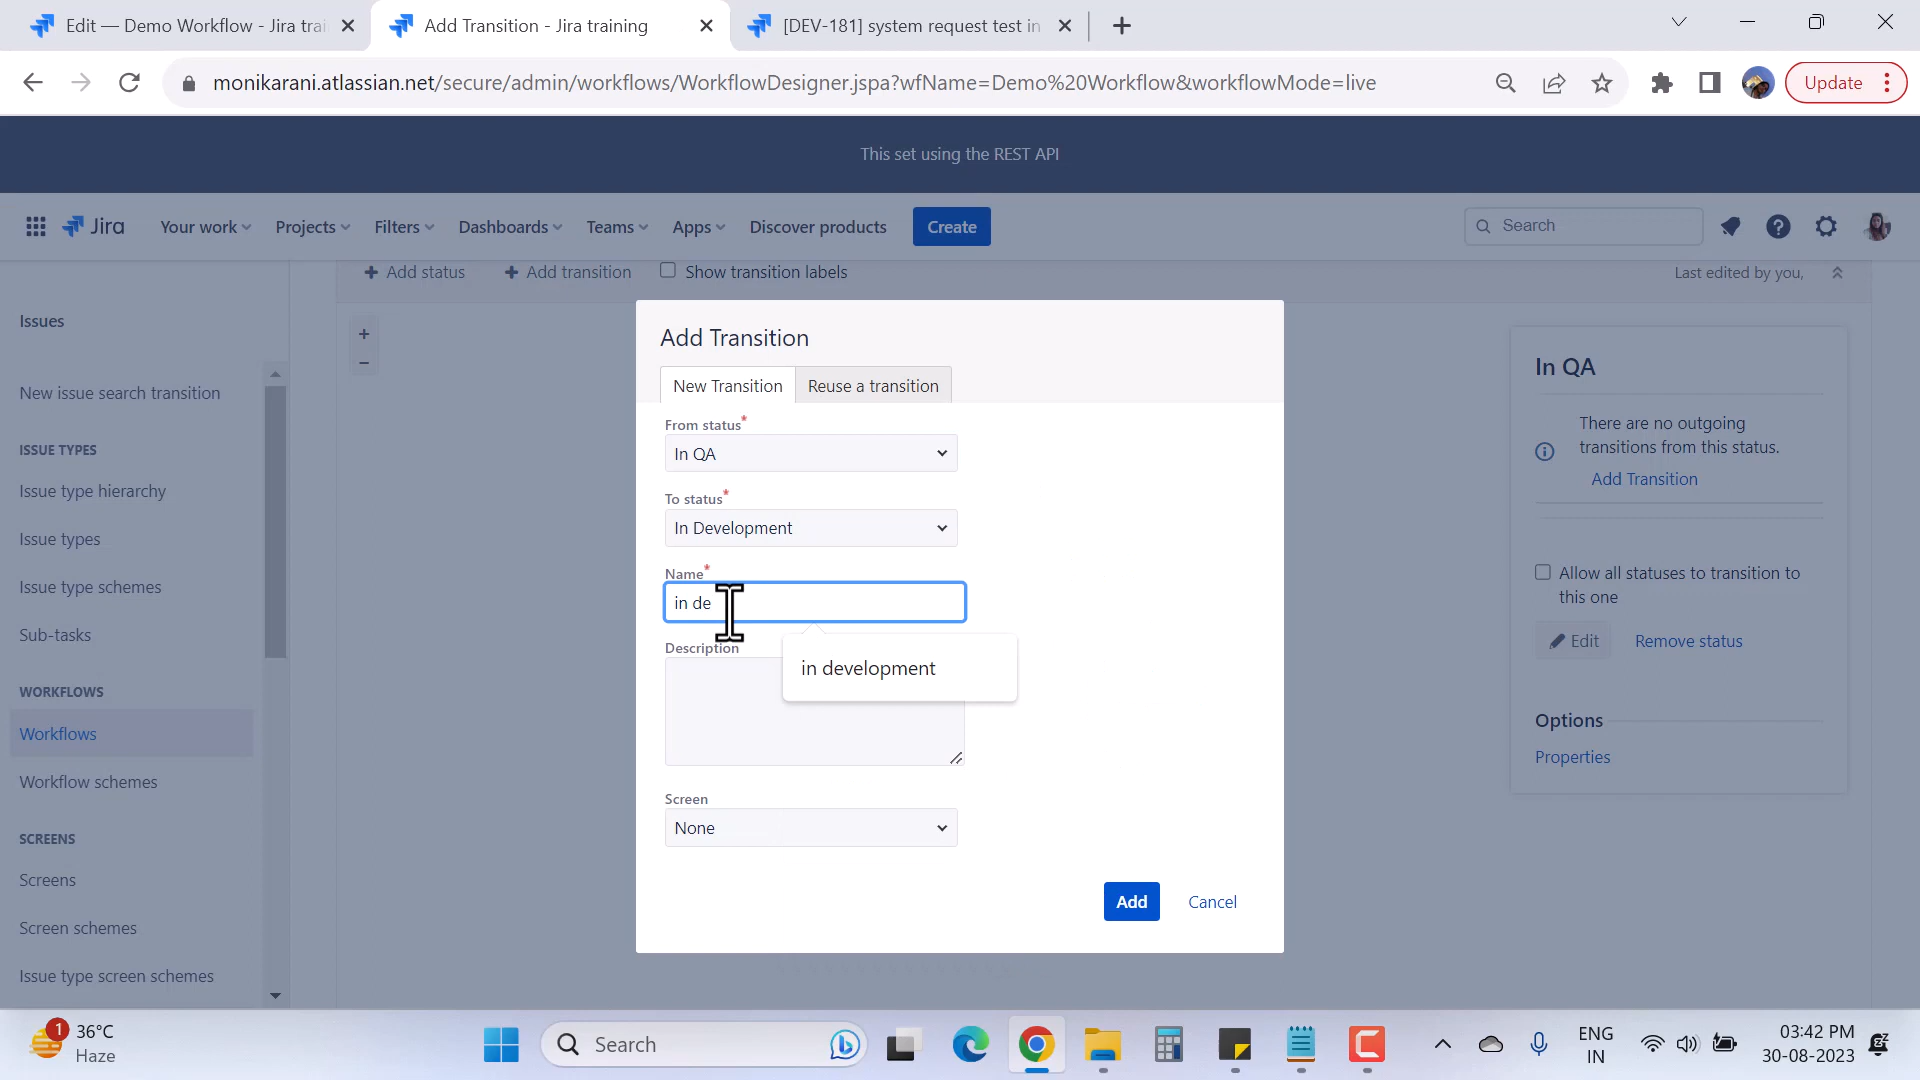 Edit — Demo Workflow - Jira trai
Add Transition - Jira training
[DEV-181] system request test in
monikarani.atlassian.net/secure/admin/workflows/WorkflowDesigner.jspa?wfName=Demo%20Workflow&workflowMode=live
Update
This set using the REST API
Jira
Your work
Projects
Filters
Dashboards
Teams
Apps
Discover products
Create
Search
Add status
Add transition
Show transition labels
Last edited by you,
Issues
New issue search transition
ISSUE TYPES
Issue type hierarchy
Issue types
Issue type schemes
Sub-tasks
WORKFLOWS
Workflows
Workflow schemes
SCREENS
Screens
Screen schemes
Issue type screen schemes
+
−
Add Transition
New Transition
Reuse a transition
From status*
In QA
To status*
In Development
Name*
in de
in development
Description
Screen
None
Add
Cancel
In QA
There are no outgoing
transitions from this status.
Add Transition
Allow all statuses to transition to
this one
Edit
Remove status
Options
Properties
1
36°C
Haze
Search
ENG
IN
03:42 PM
30-08-2023